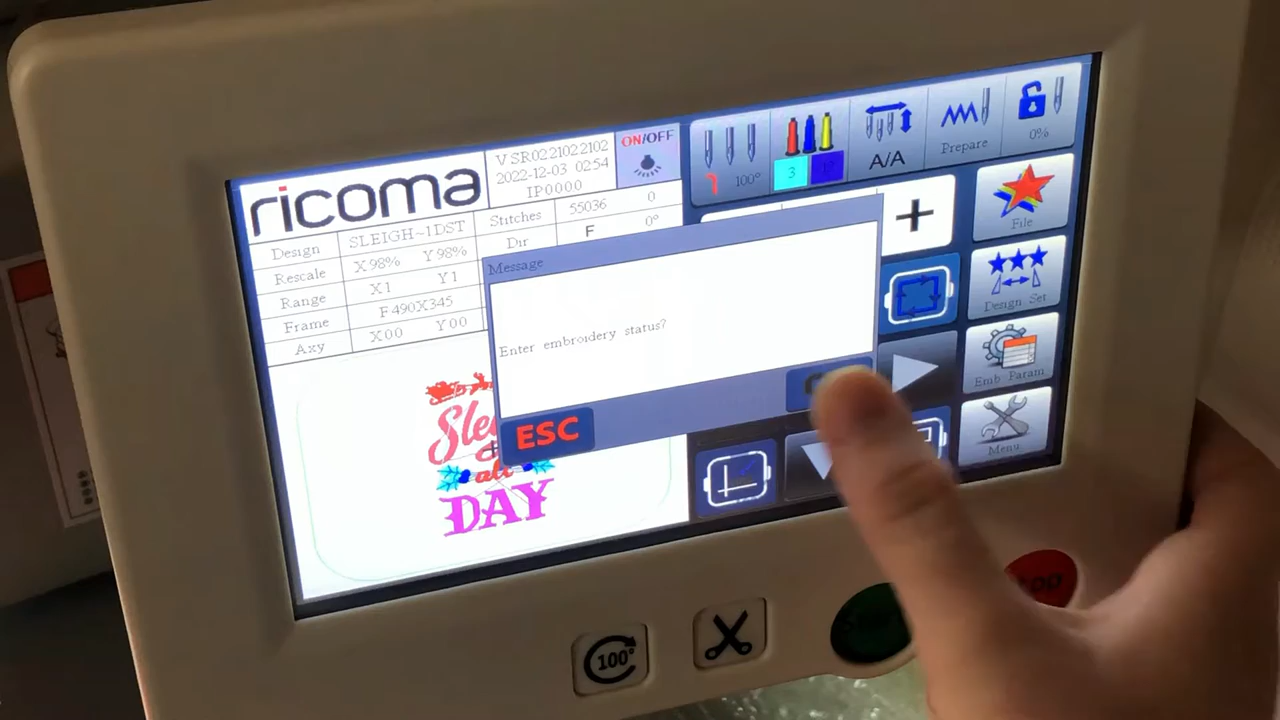 ricoma
V SR0221022102
2022-12-03 02:54
IP0000
ON/OFF
100°
3
A/A
Prepare
0%
Design SLEIGH~1DST Stitches 55036 0
Rescale X98% Y98% Dir F 0°
Range X1 Y1
Frame F490X345
Axy X00 Y00
File
Design Set
Emb Param
Menu
Message
Enter embroidery status?
ESC
all
DAY
100°